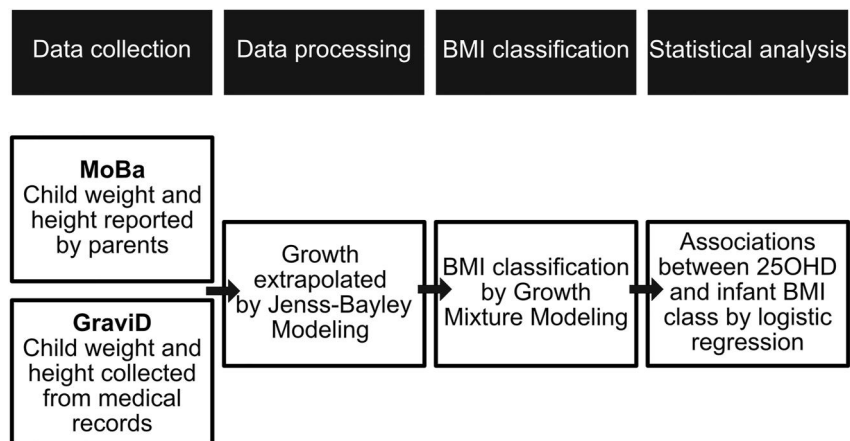 Data collection
Data processing
BMI classification
Statistical analysis
MoBa
Child weight and
height reported
by parents
GraviD
Child weight and
height collected
from medical
records
Growth
extrapolated
by Jenss-Bayley
Modeling
BMI classification
by Growth
Mixture Modeling
Associations
between 25OHD
and infant BMI
class by logistic
regression